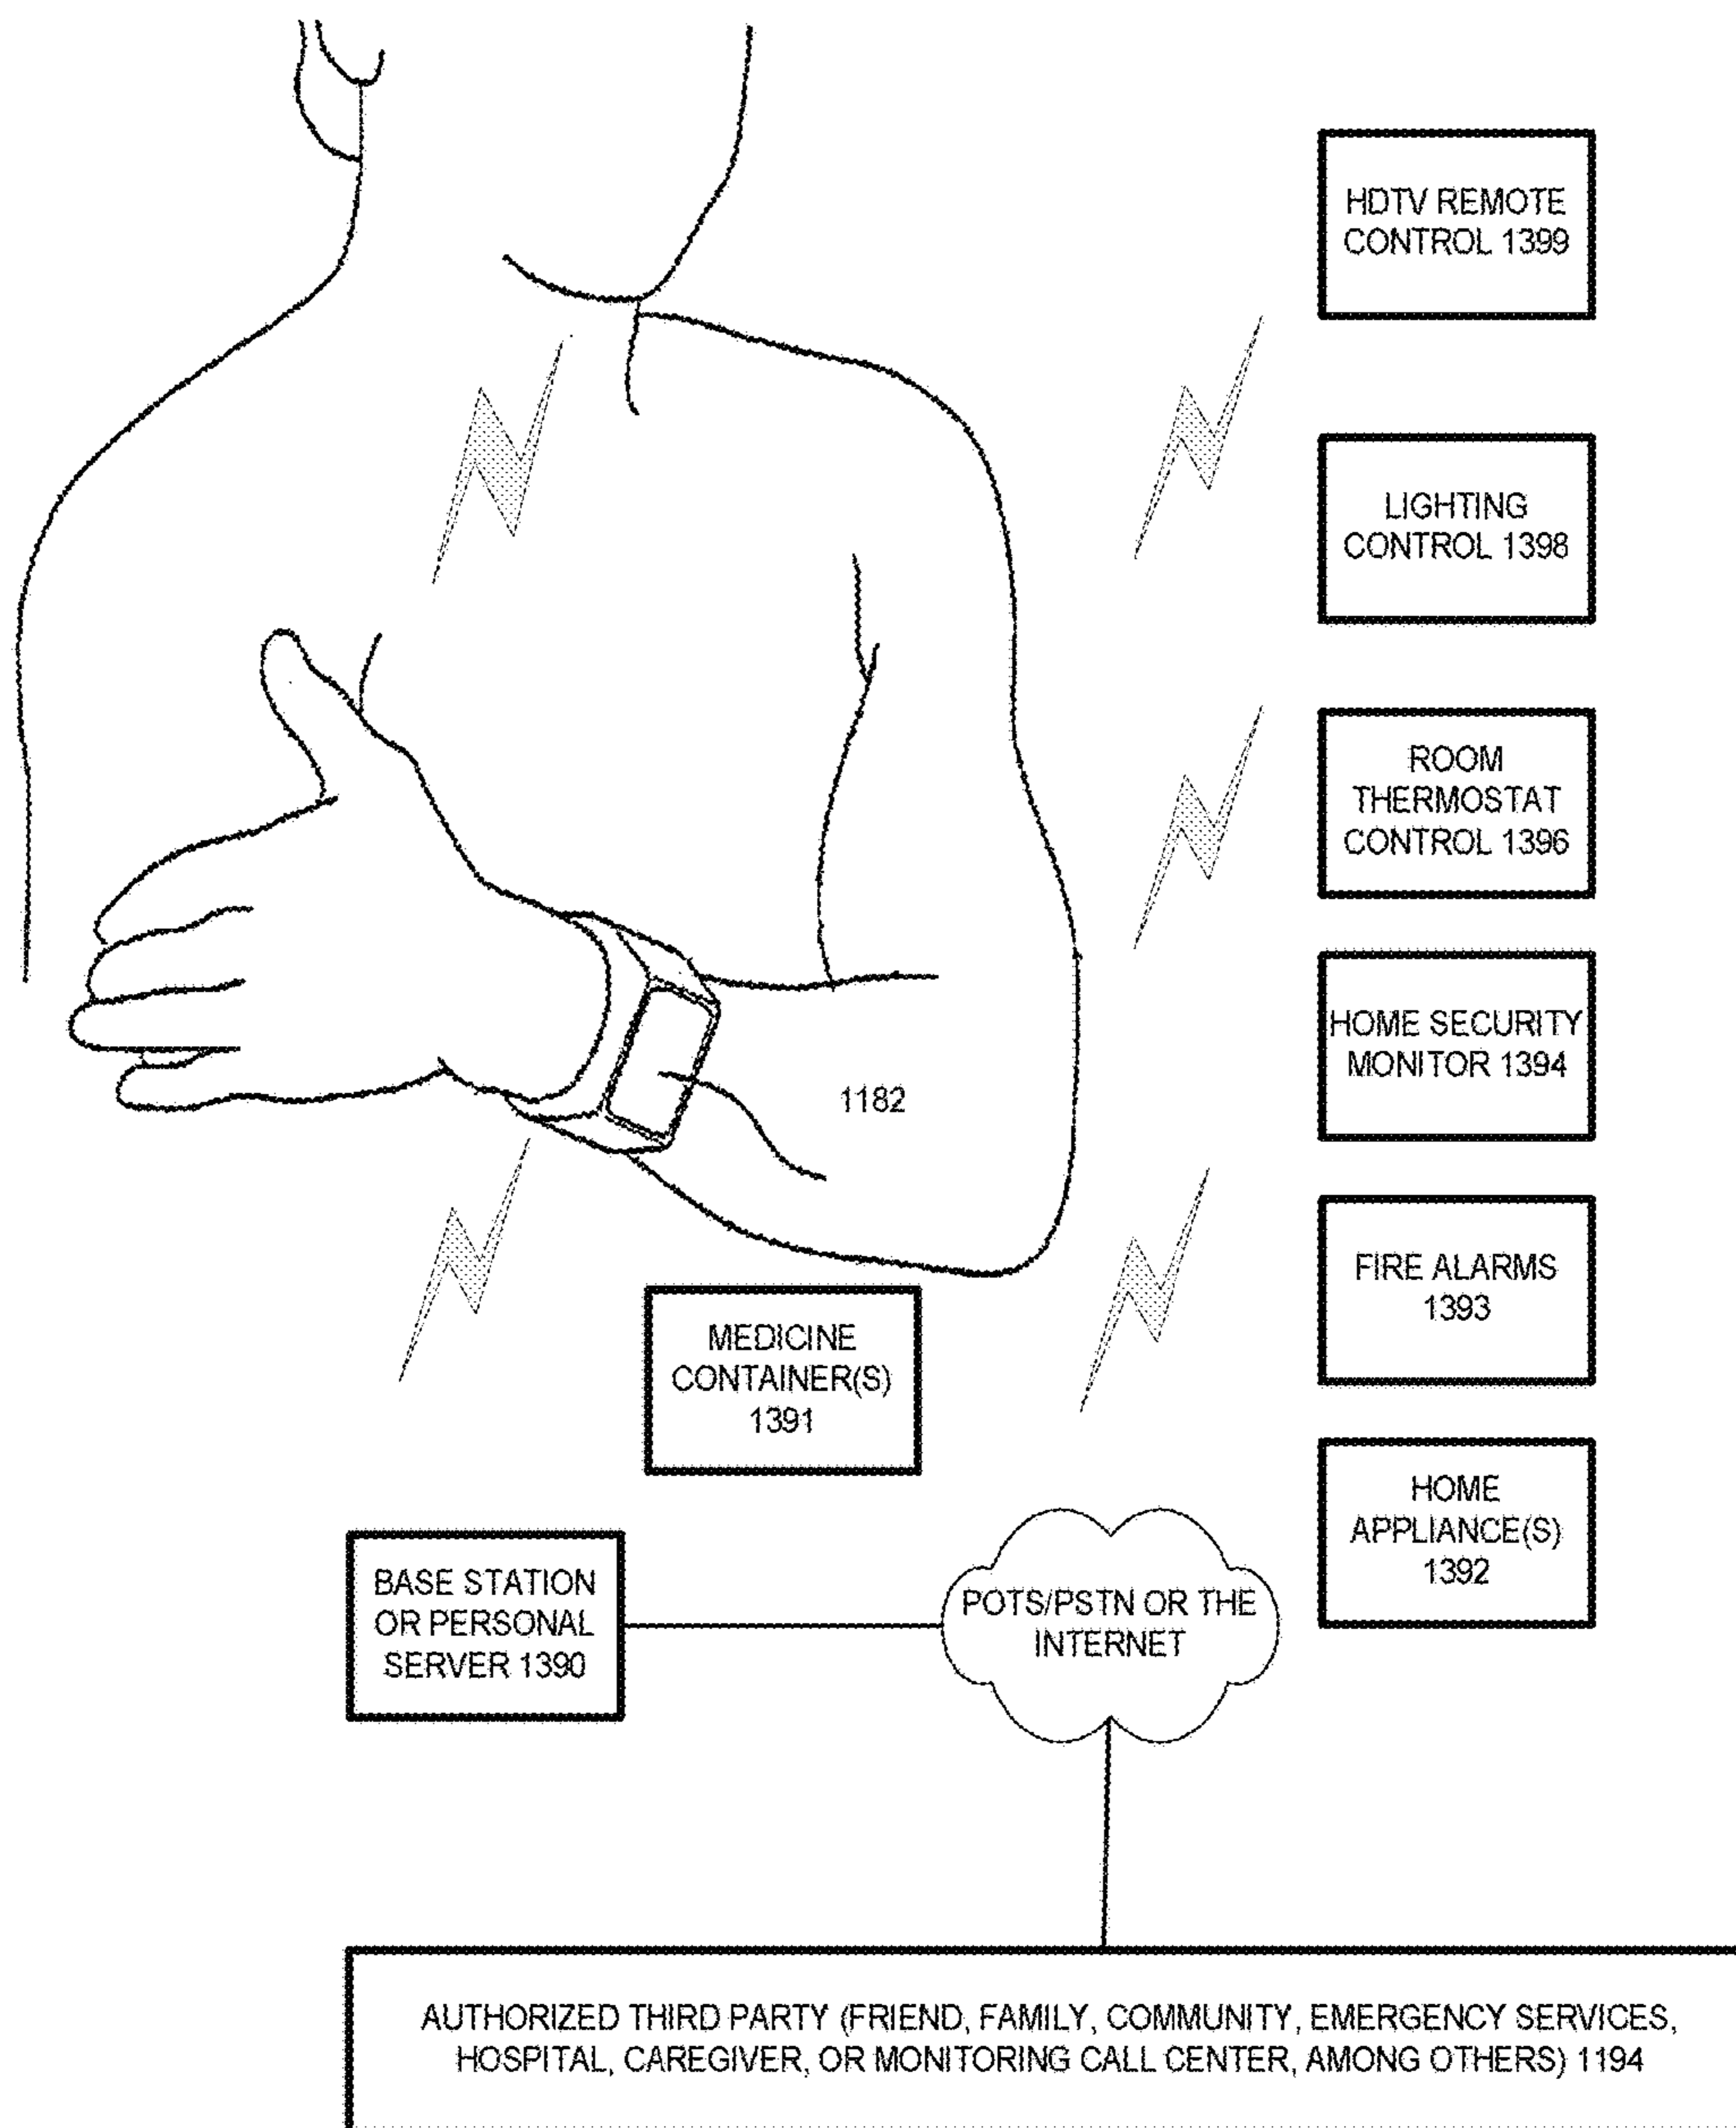 HDTV REMOTE
CONTROL 1399
LIGHTING
CONTROL 1398
ROOM
THERMOSTAT
CONTROL 1396
HOME SECURITY
MONITOR 1394
1182
FIRE ALARMS
1393
MEDICINE
CONTAINER(S)
1391
HOME
APPLIANCE(S)
1392
BASE STATION
OR PERSONAL
SERVER 1390
POTS/PSTN OR THE
INTERNET
AUTHORIZED THIRD PARTY (FRIEND, FAMILY, COMMUNITY, EMERGENCY SERVICES,
HOSPITAL, CAREGIVER, OR MONITORING CALL CENTER, AMONG OTHERS) 1194